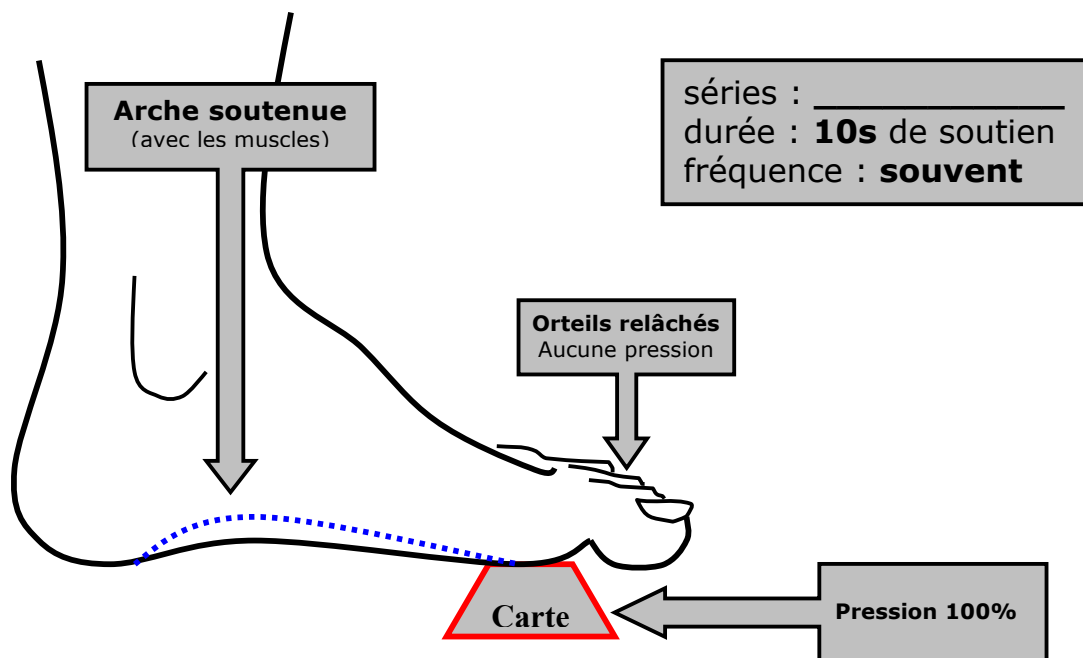 Arche soutenue
(avec les muscles)
séries : _____________
durée : 10s de soutien
fréquence : souvent
Orteils relâchés
Aucune pression
Carte
Pression 100%